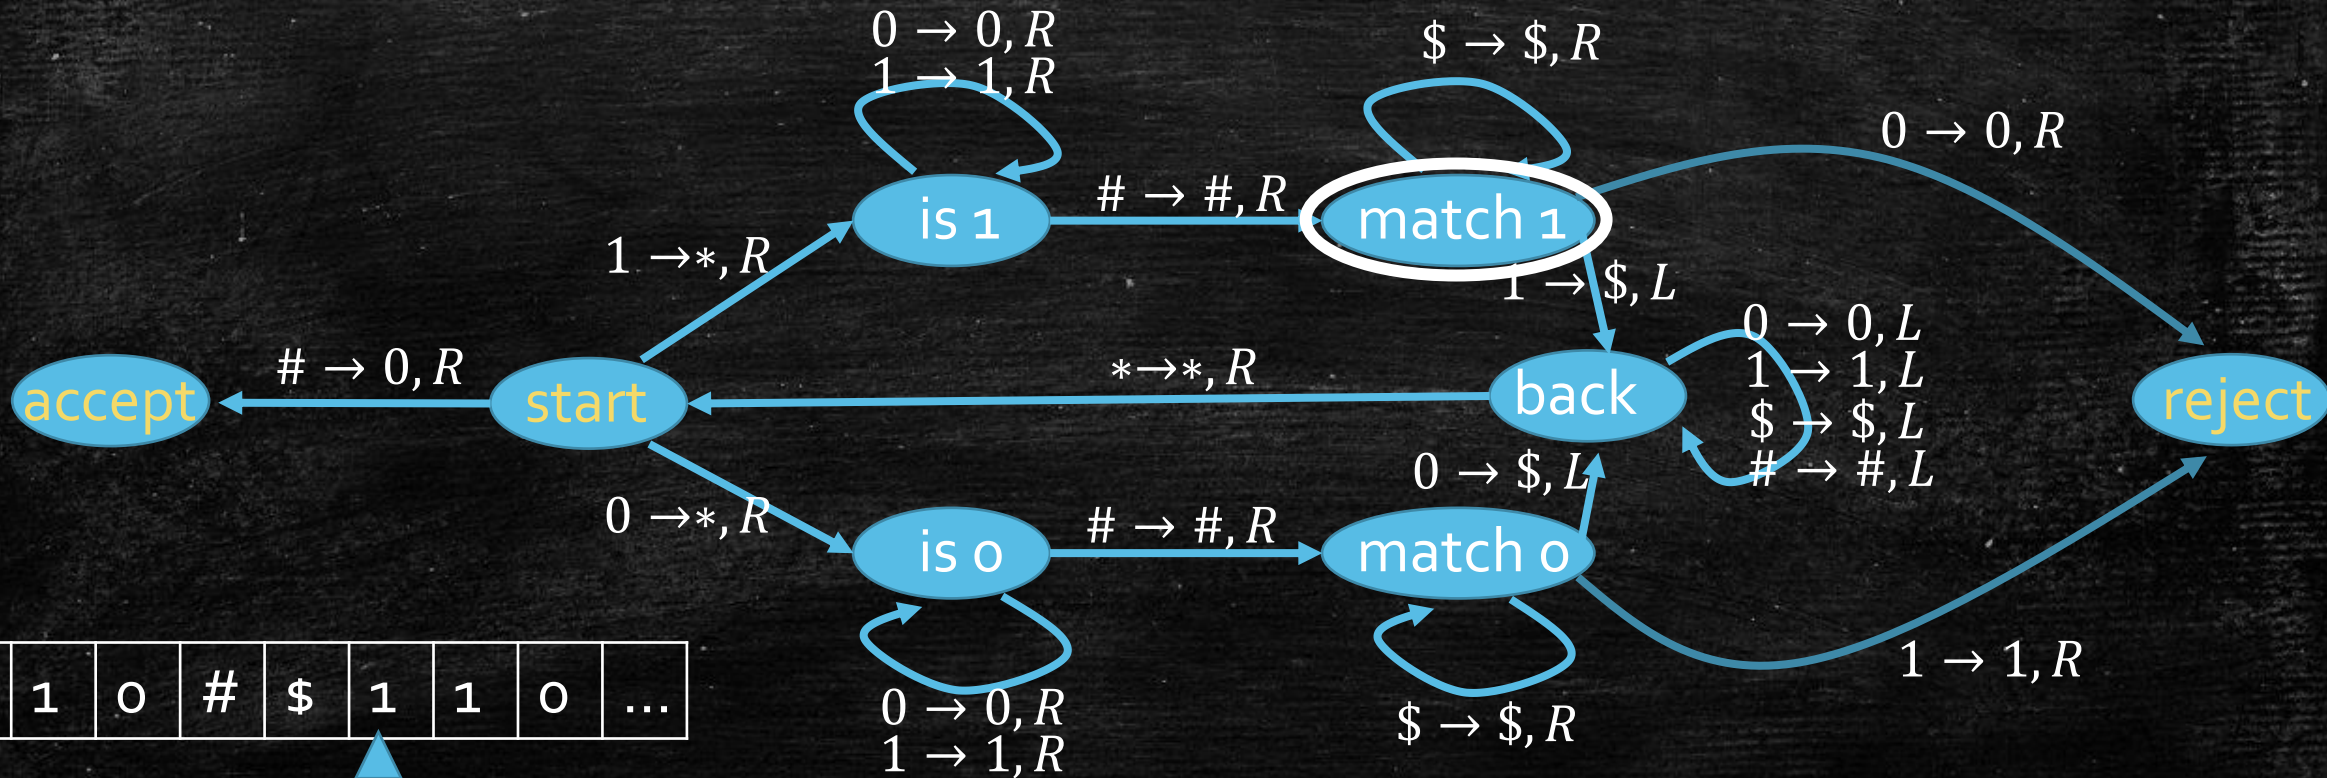 0 → 0, R
1 → 1, R
$ → $, R
0 → 0, R
# → #, R
is 1
match 1
1 →*, R
1 → $, L
0 → 0, L
1 → 1, L
$ → $, L
# → #, L
# → 0, R
*→*, R
accept
start
back
reject
0 → $, L
0 →*, R
# → #, R
is 0
match 0
0 → 0, R
1 → 1, R
$ → $, R
1 → 1, R
1 0 # $ 1 1 0 ...